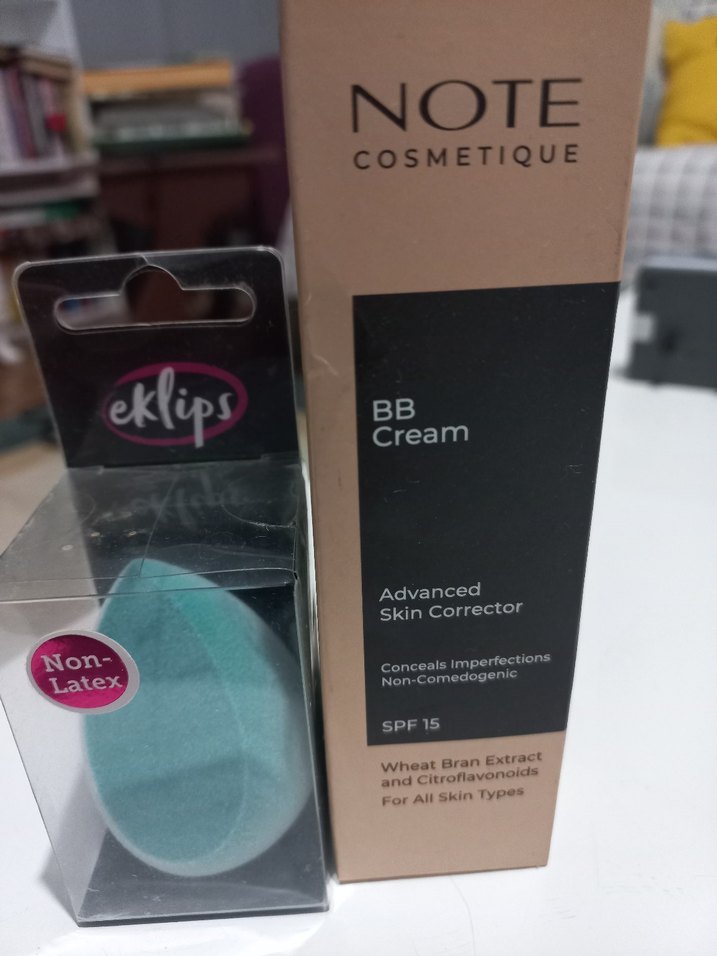 NOTE
COSMETIQUE
BB
Cream
Advanced
Skin Corrector
Conceals Imperfections
Non-Comedogenic
SPF 15
Wheat Bran Extract
and Citroflavonoids
For All Skin Types
eklips
Non-
Latex